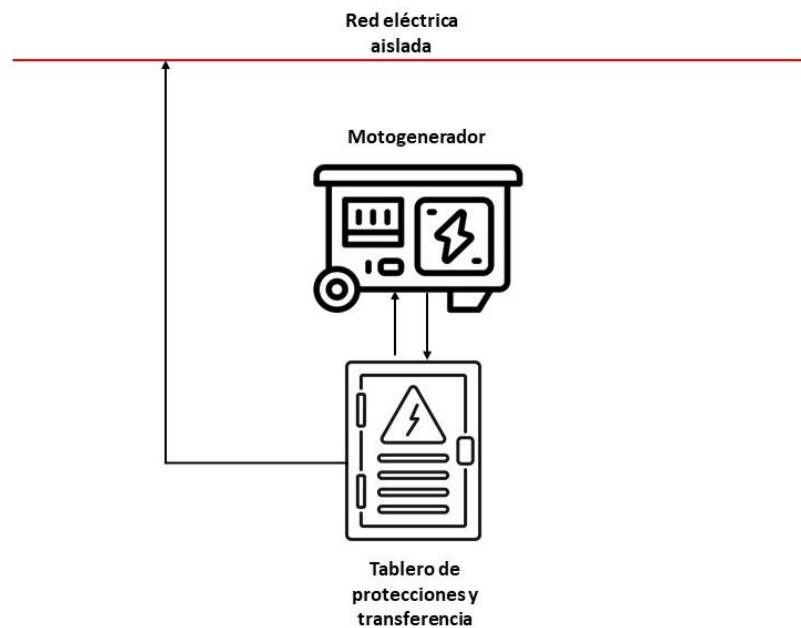 Red eléctrica
aislada
Motogenerador
Tablero de
protecciones y
transferencia